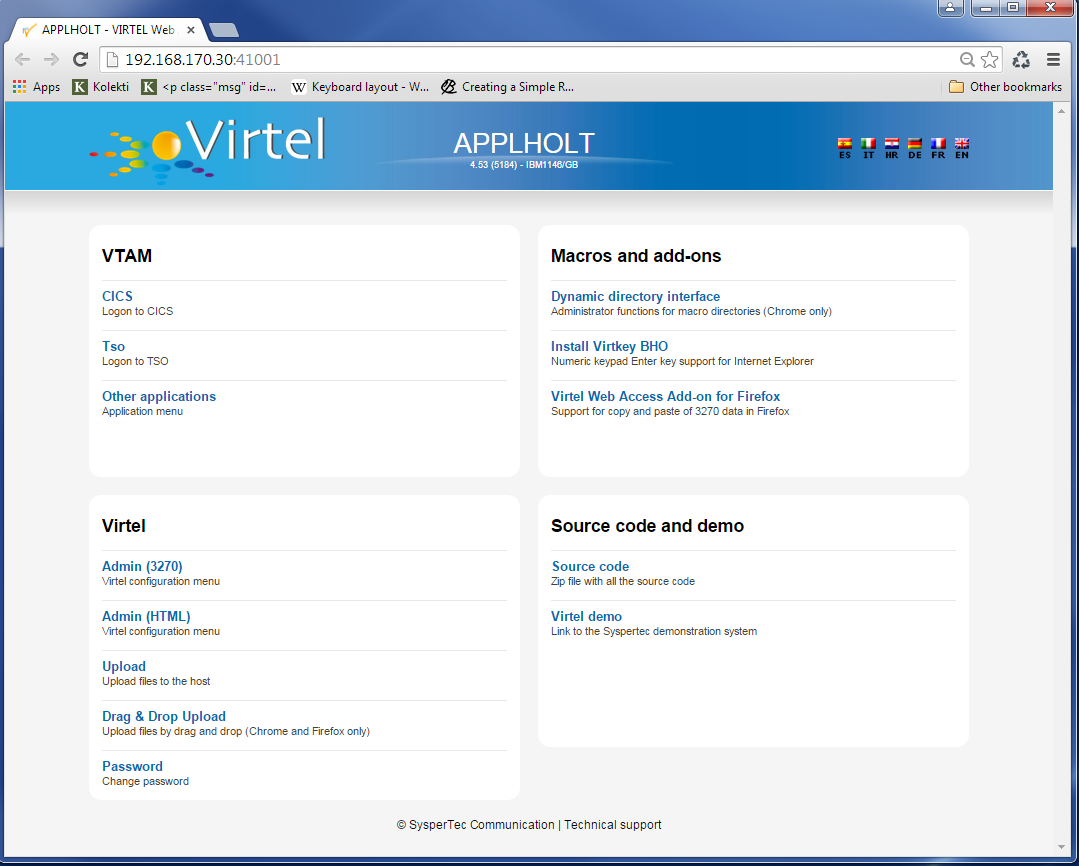 APPLHOLT - VIRTEL Web
192.168.170.30:41001
Apps K Kolekti K <p class="msg" id=... W Keyboard layout - W... Creating a Simple R... Other bookmarks
Virtel
APPLHOLT
4.53 (5184) - IBM1146/GB
ES IT HR DE FR EN
VTAM
CICS
Logon to CICS
Tso
Logon to TSO
Other applications
Application menu
Macros and add-ons
Dynamic directory interface
Administrator functions for macro directories (Chrome only)
Install Virtkey BHO
Numeric keypad Enter key support for Internet Explorer
Virtel Web Access Add-on for Firefox
Support for copy and paste of 3270 data in Firefox
Virtel
Admin (3270)
Virtel configuration menu
Admin (HTML)
Virtel configuration menu
Upload
Upload files to the host
Drag & Drop Upload
Upload files by drag and drop (Chrome and Firefox only)
Password
Change password
Source code and demo
Source code
Zip file with all the source code
Virtel demo
Link to the Syspertec demonstration system
© SysperTec Communication | Technical support